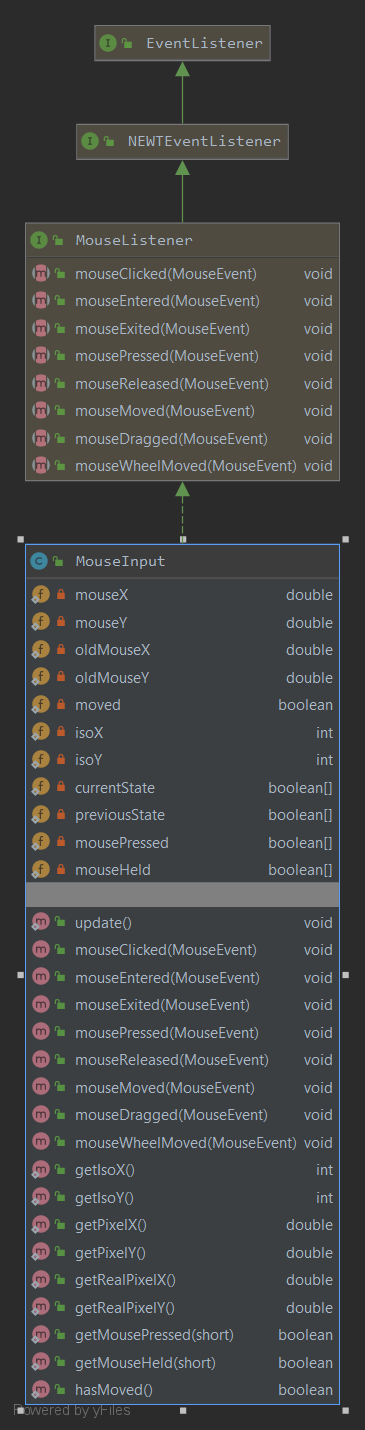 EventListener
NEWTEventListener
MouseListener
mouseClicked(MouseEvent) void
mouseEntered(MouseEvent) void
mouseExited(MouseEvent) void
mousePressed(MouseEvent) void
mouseReleased(MouseEvent) void
mouseMoved(MouseEvent) void
mouseDragged(MouseEvent) void
mouseWheelMoved(MouseEvent) void
MouseInput
mouseX double
mouseY double
oldMouseX double
oldMouseY double
moved boolean
isoX int
isoY int
currentState boolean[]
previousState boolean[]
mousePressed boolean[]
mouseHeld boolean[]
update() void
mouseClicked(MouseEvent) void
mouseEntered(MouseEvent) void
mouseExited(MouseEvent) void
mousePressed(MouseEvent) void
mouseReleased(MouseEvent) void
mouseMoved(MouseEvent) void
mouseDragged(MouseEvent) void
mouseWheelMoved(MouseEvent) void
getIsoX() int
getIsoY() int
getPixelX() double
getPixelY() double
getRealPixelX() double
getRealPixelY() double
getMousePressed(short) boolean
getMouseHeld(short) boolean
hasMoved() boolean
Powered by yFiles